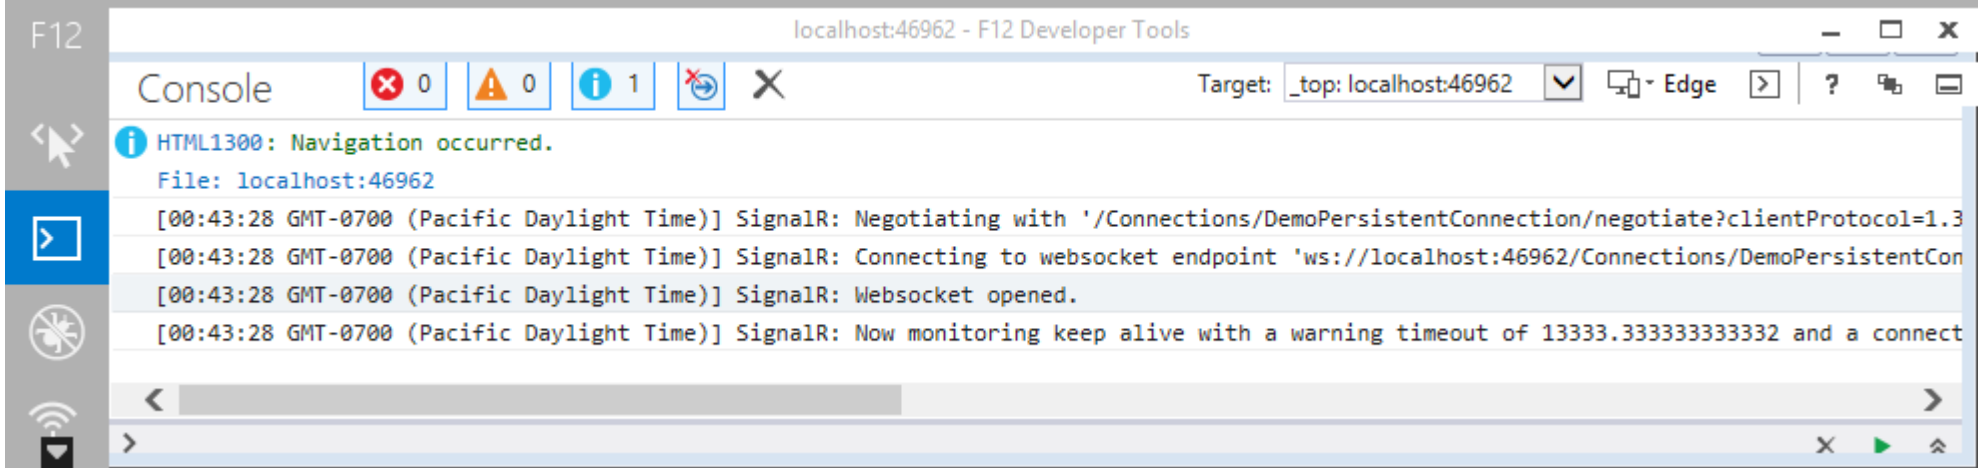 F12
localhost:46962 - F12 Developer Tools
Console 0 0 1 Target: _top: localhost:46962 Edge ?
HTML1300: Navigation occurred.
File: localhost:46962
[00:43:28 GMT-0700 (Pacific Daylight Time)] SignalR: Negotiating with '/Connections/DemoPersistentConnection/negotiate?clientProtocol=1.3
[00:43:28 GMT-0700 (Pacific Daylight Time)] SignalR: Connecting to websocket endpoint 'ws://localhost:46962/Connections/DemoPersistentCon
[00:43:28 GMT-0700 (Pacific Daylight Time)] SignalR: Websocket opened.
[00:43:28 GMT-0700 (Pacific Daylight Time)] SignalR: Now monitoring keep alive with a warning timeout of 13333.333333333332 and a connect